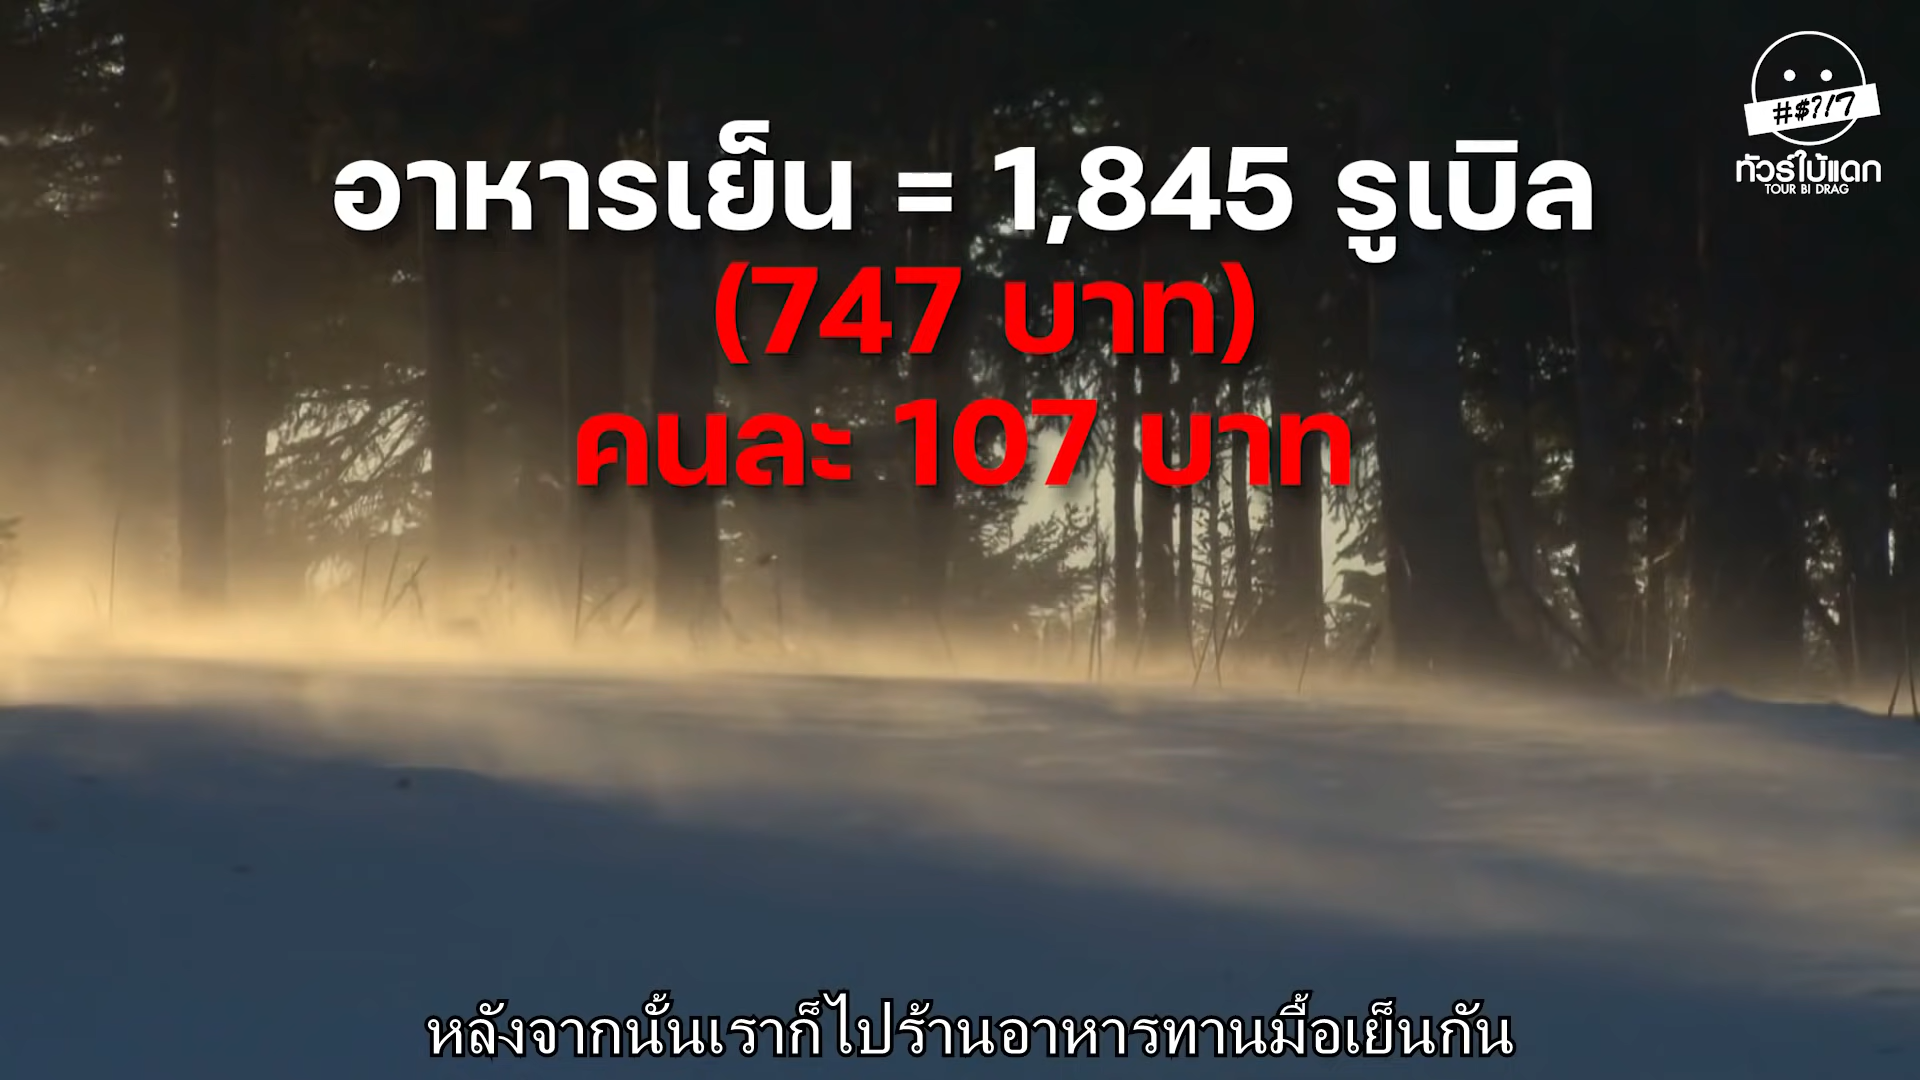 #$?!7
ทัวร์ใบ้แดก
TOUR BI DRAG
อาหารเย็น = 1,845 รูเบิล
(747 บาท)
คนละ 107 บาท
หลังจากนั้นเราก็ไปร้านอาหารทานมื้อเย็นกัน